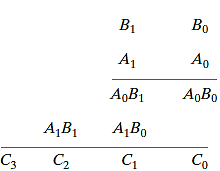 B₁ B₀
A₁ A₀
A₀B₁ A₀B₀
A₁B₁ A₁B₀
C₃ C₂ C₁ C₀